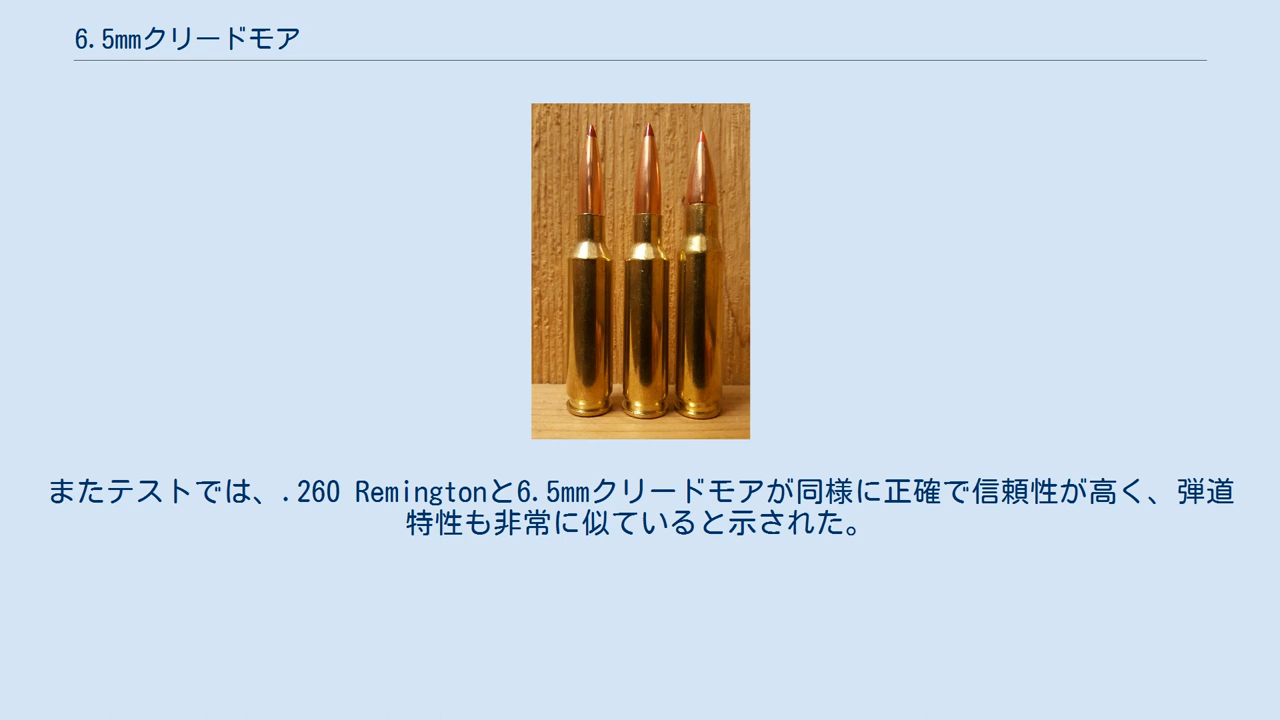 6.5mmクリードモア
またテストでは、.260 Remingtonと6.5mmクリードモアが同様に正確で信頼性が高く、弾道
特性も非常に似ていると示された。